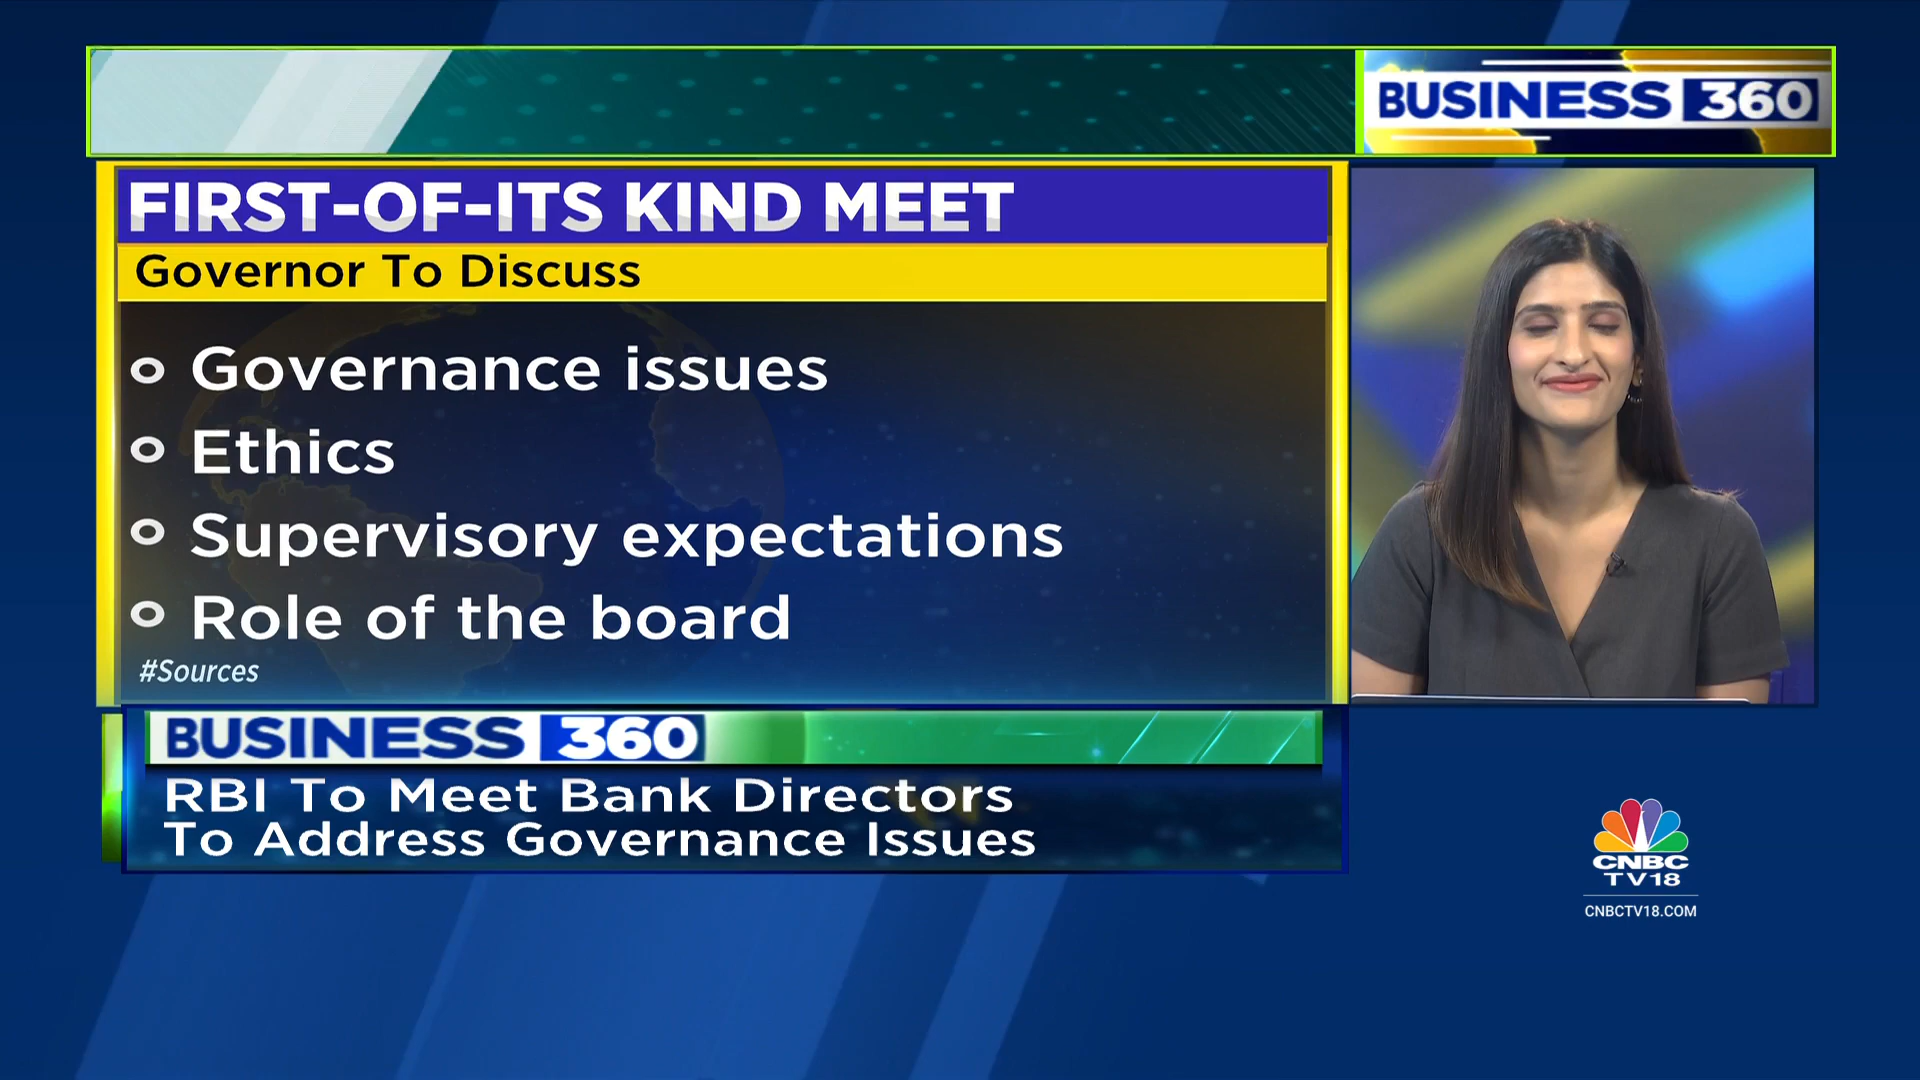 BUSINESS 360
FIRST-OF-ITS KIND MEET
Governor To Discuss
Governance issues
Ethics
Supervisory expectations
Role of the board
#Sources
BUSINESS 360
RBI To Meet Bank Directors
To Address Governance Issues
CNBC
TV18
CNBCTV18.COM